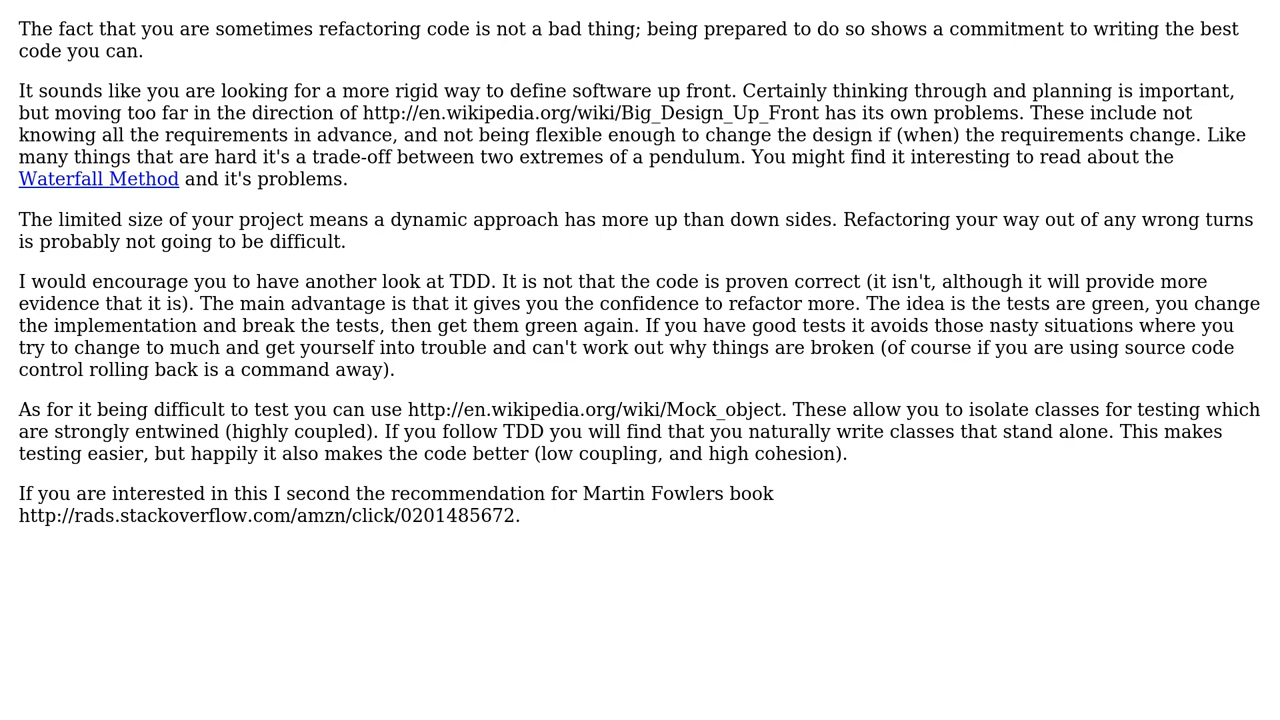 The fact that you are sometimes refactoring code is not a bad thing; being prepared to do so shows a commitment to writing the best
code you can.
It sounds like you are looking for a more rigid way to define software up front. Certainly thinking through and planning is important,
but moving too far in the direction of http://en.wikipedia.org/wiki/Big_Design_Up_Front has its own problems. These include not
knowing all the requirements in advance, and not being flexible enough to change the design if (when) the requirements change. Like
many things that are hard it's a trade-off between two extremes of a pendulum. You might find it interesting to read about the
Waterfall Method and it's problems.
The limited size of your project means a dynamic approach has more up than down sides. Refactoring your way out of any wrong turns
is probably not going to be difficult.
I would encourage you to have another look at TDD. It is not that the code is proven correct (it isn't, although it will provide more
evidence that it is). The main advantage is that it gives you the confidence to refactor more. The idea is the tests are green, you change
the implementation and break the tests, then get them green again. If you have good tests it avoids those nasty situations where you
try to change to much and get yourself into trouble and can't work out why things are broken (of course if you are using source code
control rolling back is a command away).
As for it being difficult to test you can use http://en.wikipedia.org/wiki/Mock_object. These allow you to isolate classes for testing which
are strongly entwined (highly coupled). If you follow TDD you will find that you naturally write classes that stand alone. This makes
testing easier, but happily it also makes the code better (low coupling, and high cohesion).
If you are interested in this I second the recommendation for Martin Fowlers book
http://rads.stackoverflow.com/amzn/click/0201485672.